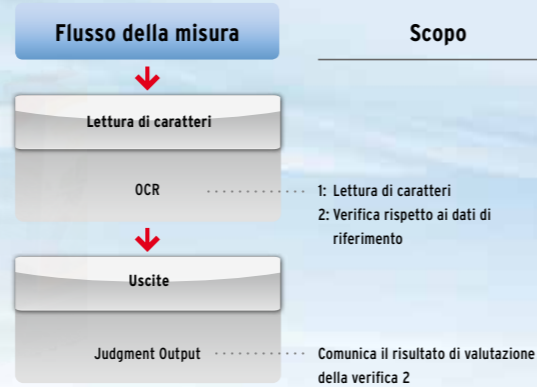 Flusso della misura
Scopo
Lettura di caratteri
OCR
1: Lettura di caratteri
2: Verifica rispetto ai dati di
riferimento
Uscite
Judgment Output
Comunica il risultato di valutazione
della verifica 2